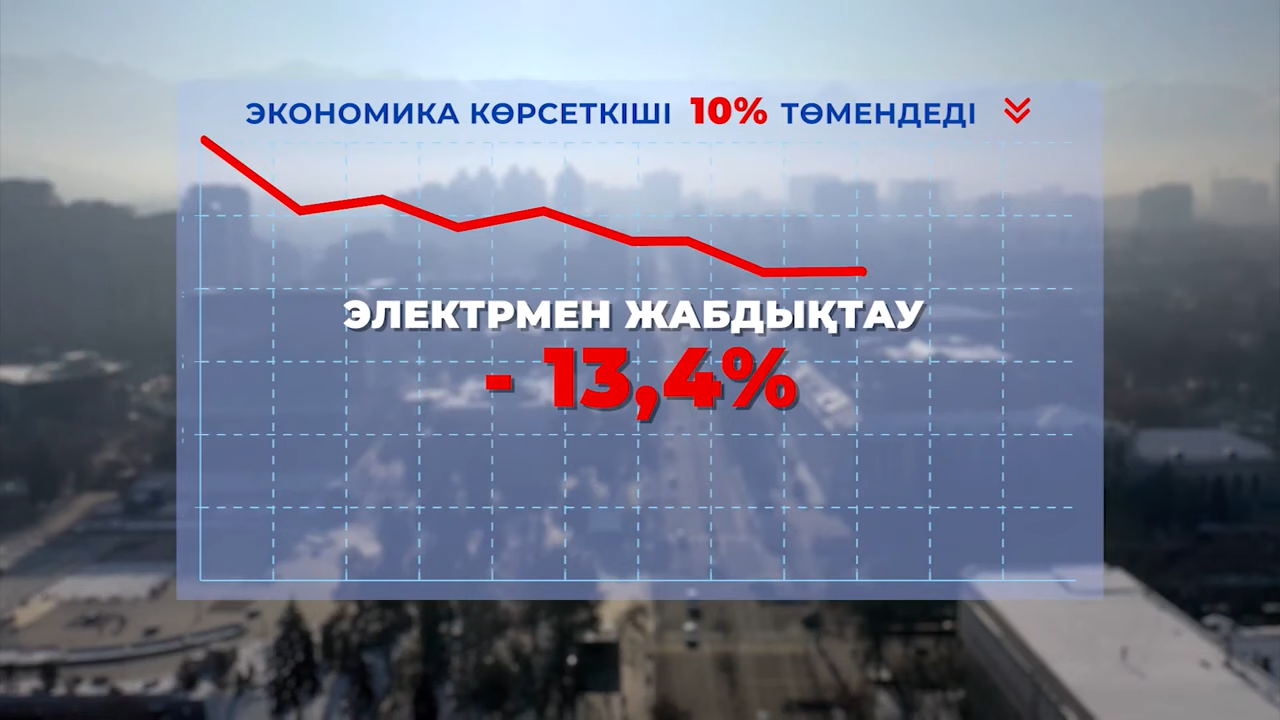 ЭКОНОМИКА КӨРСЕТКІШІ 10% ТӨМЕНДЕДІ
ЭЛЕКТРМЕН ЖАБДЫҚТАУ
- 13,4%